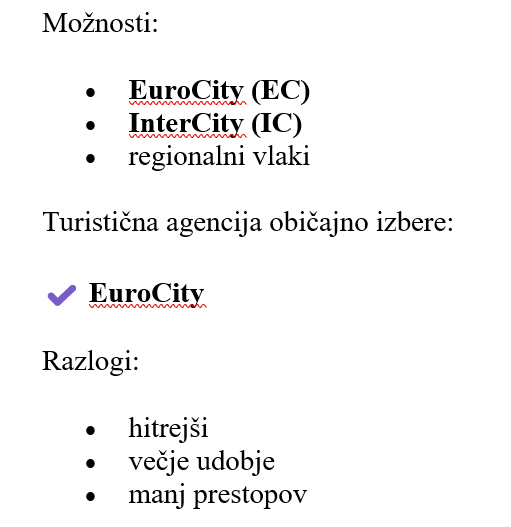 Možnosti:
• EuroCity (EC)
• InterCity (IC)
• regionalni vlaki
Turistična agencija običajno izbere:
✔ EuroCity
Razlogi:
• hitrejši
• večje udobje
• manj prestopov